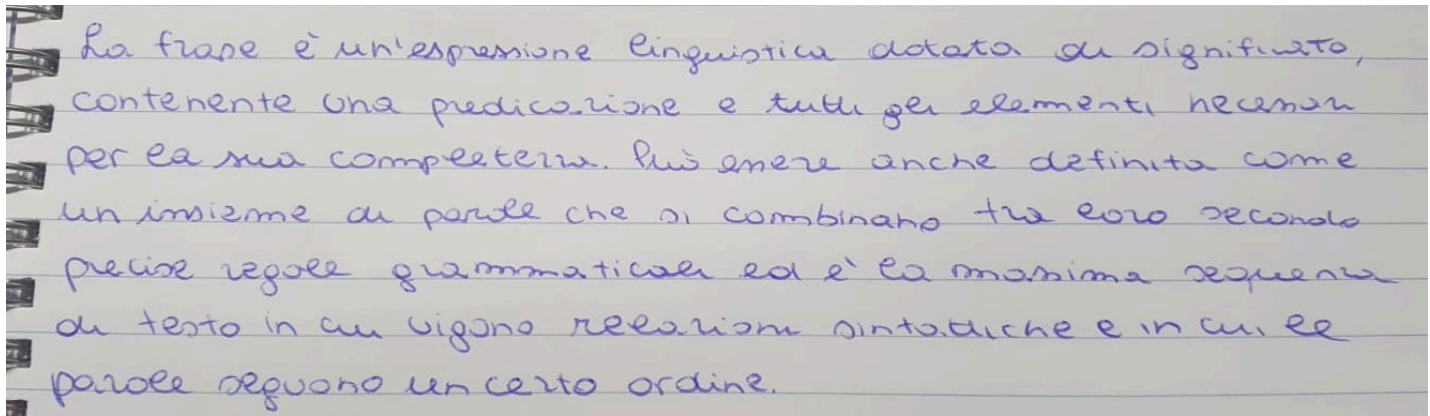 La frase è un'espressione linguistica dotata di significato,
contenente una predicazione e tutti gli elementi necessari
per la sua completezza. Può essere anche definita come
un insieme di parole che si combinano tra loro secondo
precise regole grammaticali ed è la massima sequenza
di testo in cui vigono relazioni sintattiche e in cui le
parole seguono un certo ordine.